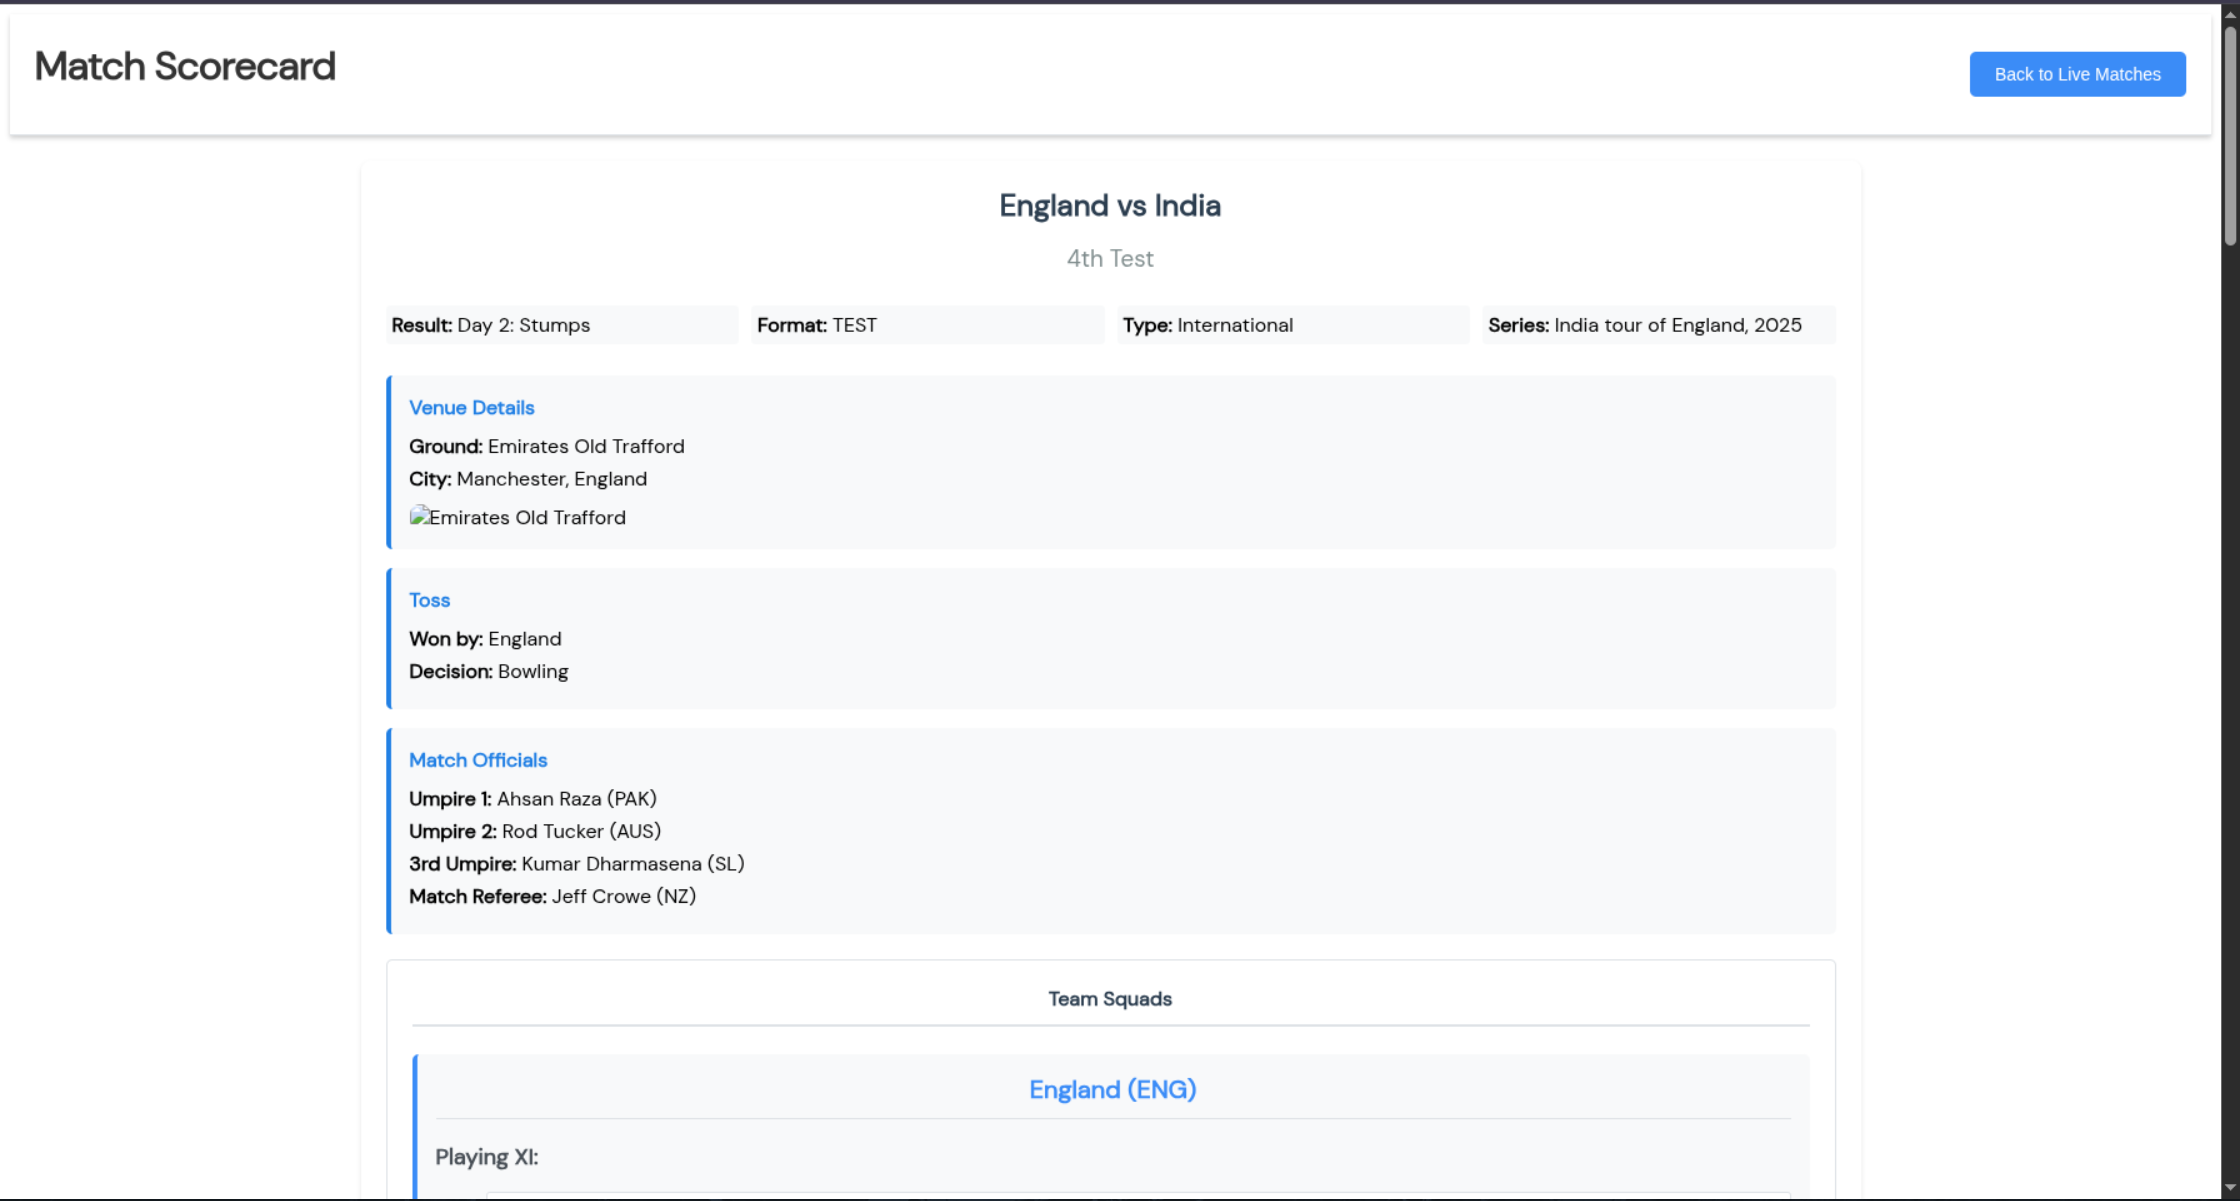 Match Scorecard
Back to Live Matches
England vs India
4th Test
Result: Day 2: Stumps
Format: TEST
Type: International
Series: India tour of England, 2025
Venue Details
Ground: Emirates Old Trafford
City: Manchester, England
Emirates Old Trafford
Toss
Won by: England
Decision: Bowling
Match Officials
Umpire 1: Ahsan Raza (PAK)
Umpire 2: Rod Tucker (AUS)
3rd Umpire: Kumar Dharmasena (SL)
Match Referee: Jeff Crowe (NZ)
Team Squads
England (ENG)
Playing XI: